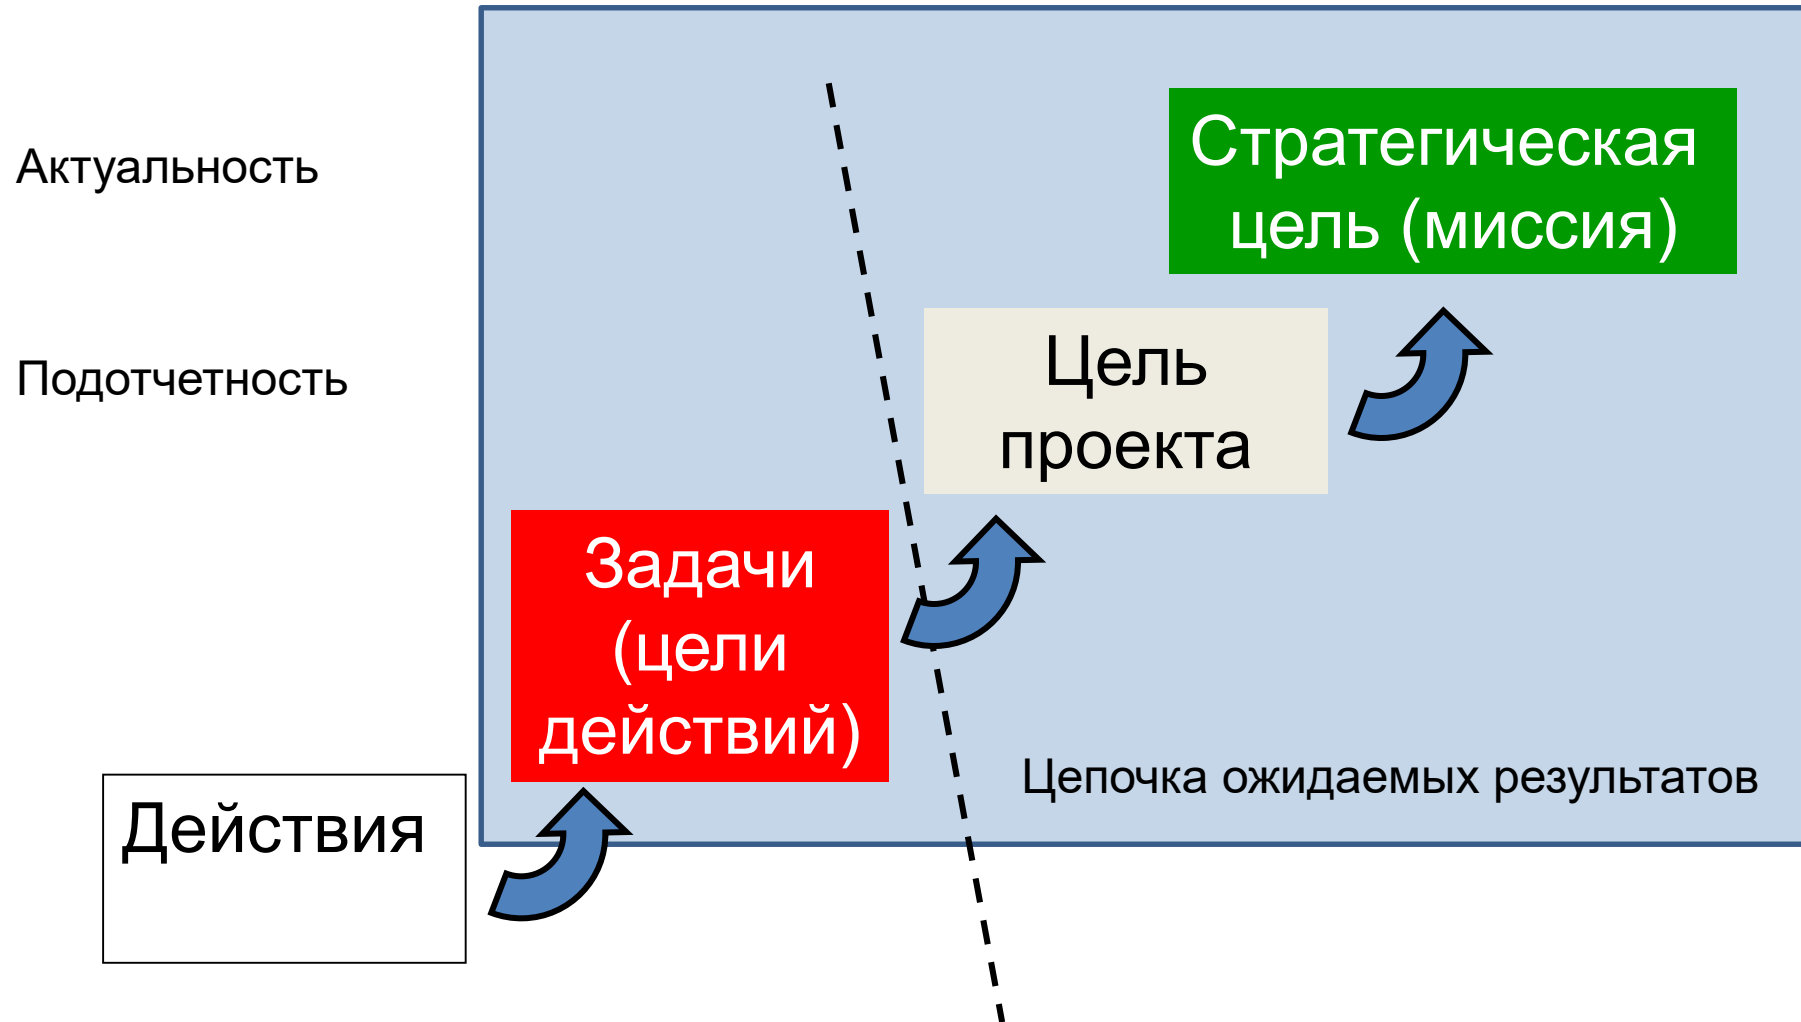 Актуальность
Стратегическая
цель (миссия)
Подотчетность
Цель
проекта
Задачи
(цели
действий)
Цепочка ожидаемых результатов
Действия